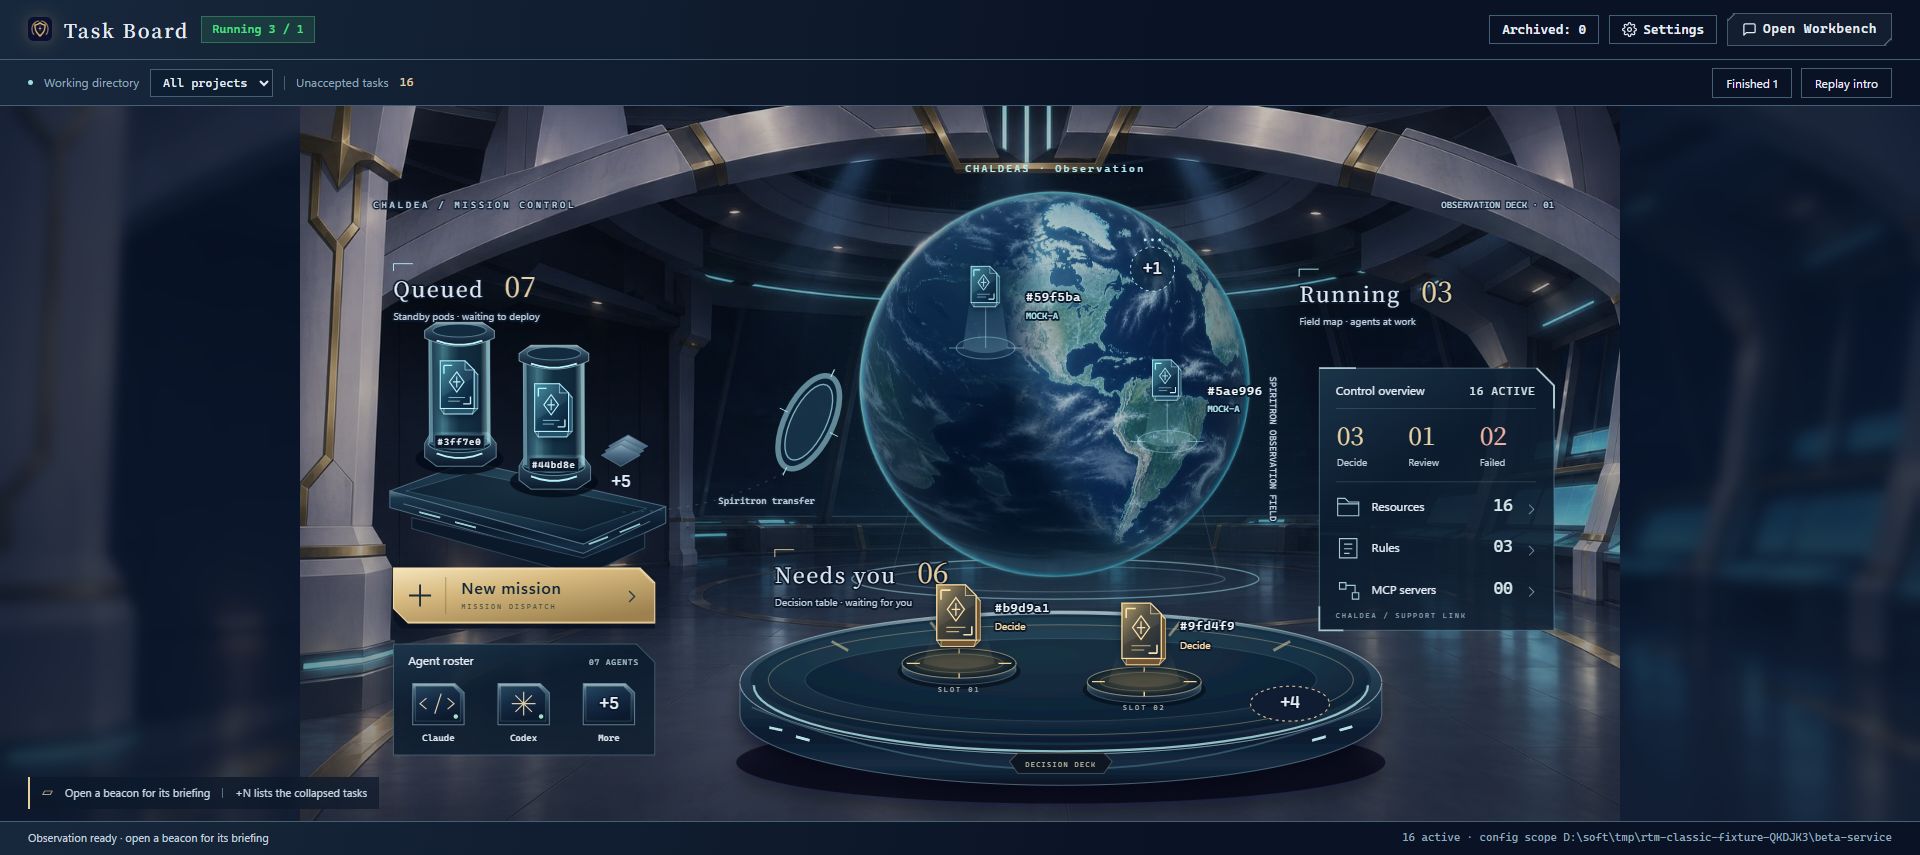 Task Board
Running 3 / 1
Archived: 0
Settings
Open Workbench
Working directory
All projects
Unaccepted tasks 16
Finished 1
Replay intro
CHALDEAS · Observation
CHALDEA / MISSION CONTROL
OBSERVATION DECK · 01
Queued 07
Standby pods · waiting to deploy
#3ff7e0
#44bd8e
+5
New mission
MISSION DISPATCH
Agent roster
07 AGENTS
Claude
Codex
+5
More
Spiritron transfer
#59f5ba
MOCK-A
+1
#5ae996
MOCK-A
SPIRITRON OBSERVATION FIELD
Needs you 06
Decision table · waiting for you
#b9d9a1
Decide
SLOT 01
#9fd4f9
Decide
SLOT 02
+4
DECISION DECK
Running 03
Field map · agents at work
Control overview
16 ACTIVE
03 01 02
Decide Review Failed
Resources 16
Rules 03
MCP servers 00
CHALDEA / SUPPORT LINK
Open a beacon for its briefing
+N lists the collapsed tasks
Observation ready · open a beacon for its briefing
16 active · config scope D:\soft\tmp\rtm-classic-fixture-QKDJK3\beta-service